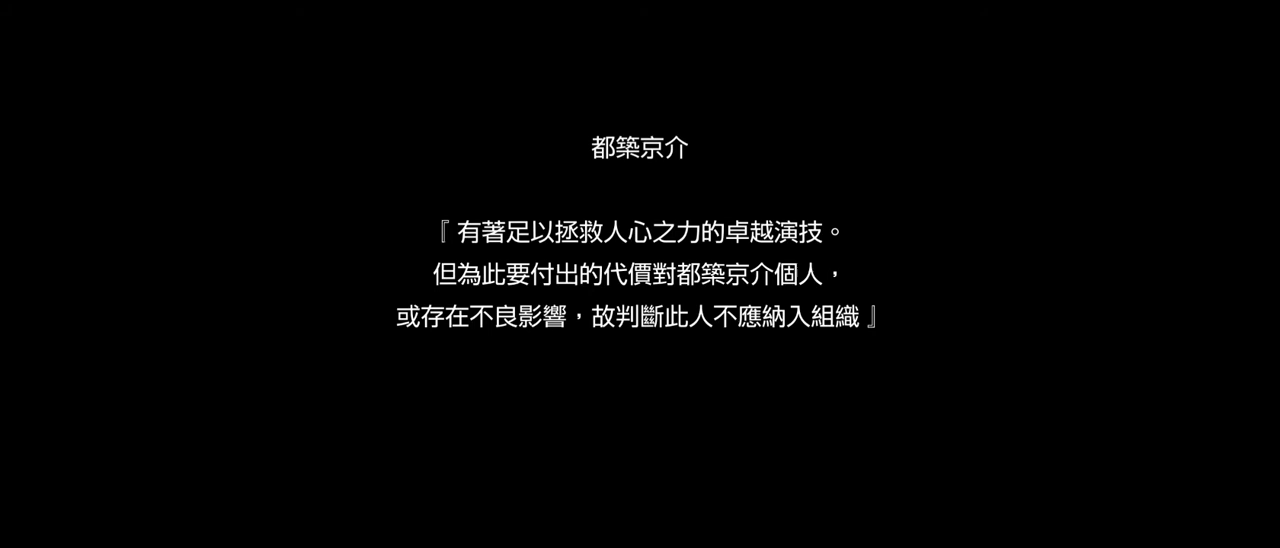 都築京介
『有著足以拯救人心之力的卓越演技。
但為此要付出的代價對都築京介個人，
或存在不良影響，故判斷此人不應納入組織』